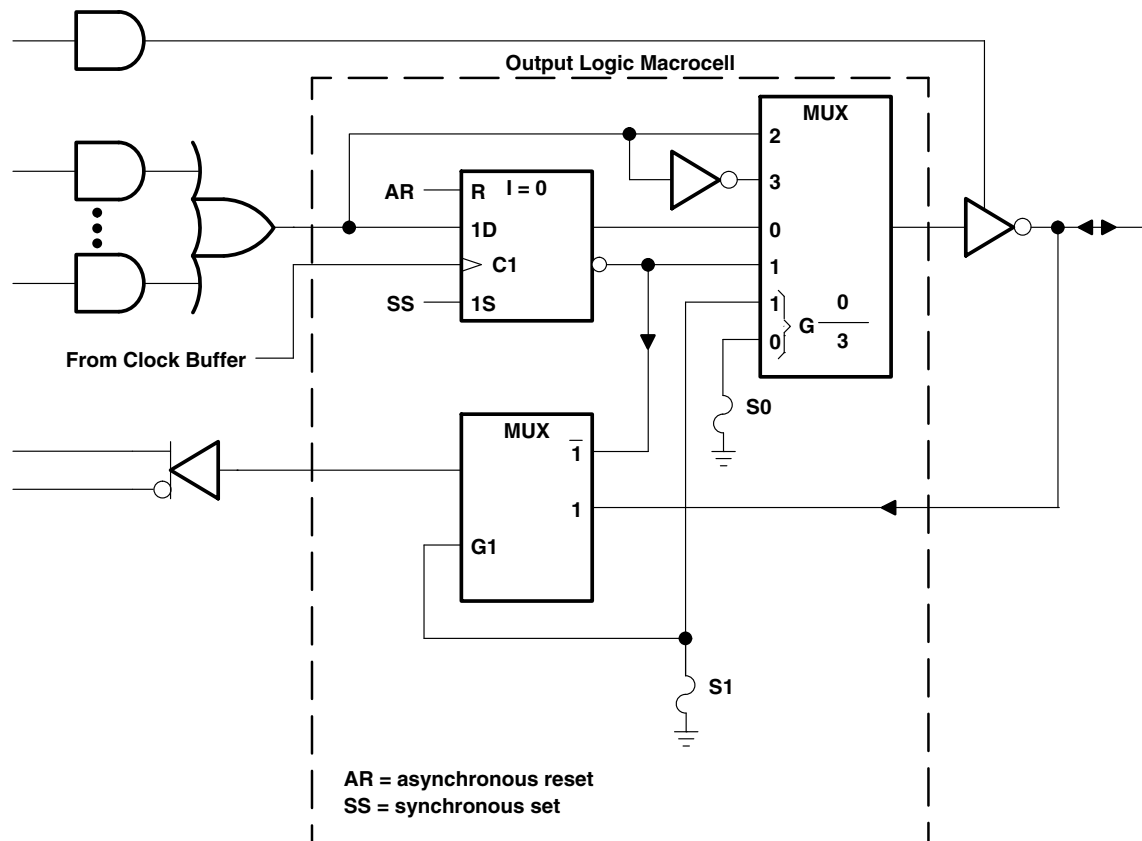 Output Logic Macrocell
MUX
2
3
AR
R
I = 0
1D
0
C1
1
SS
1S
1
0
G
0
3
From Clock Buffer
S0
MUX
1̅
1
G1
S1
AR = asynchronous reset
SS = synchronous set